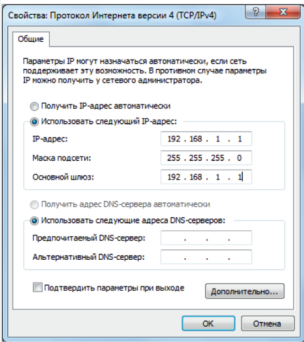 Свойства: Протокол Интернета версии 4 (TCP/IPv4)
Общие
Параметры IP могут назначаться автоматически, если сеть
поддерживает эту возможность. В противном случае параметры
IP можно получить у сетевого администратора.
Получить IP-адрес автоматически
Использовать следующий IP-адрес:
IP-адрес: 192 . 168 . 1 . 1
Маска подсети: 255 . 255 . 255 . 0
Основной шлюз: 192 . 168 . 1 . 1
Получить адрес DNS-сервера автоматически
Использовать следующие адреса DNS-серверов:
Предпочитаемый DNS-сервер: . . .
Альтернативный DNS-сервер: . . .
Подтвердить параметры при выходе
Дополнительно...
ОК Отмена